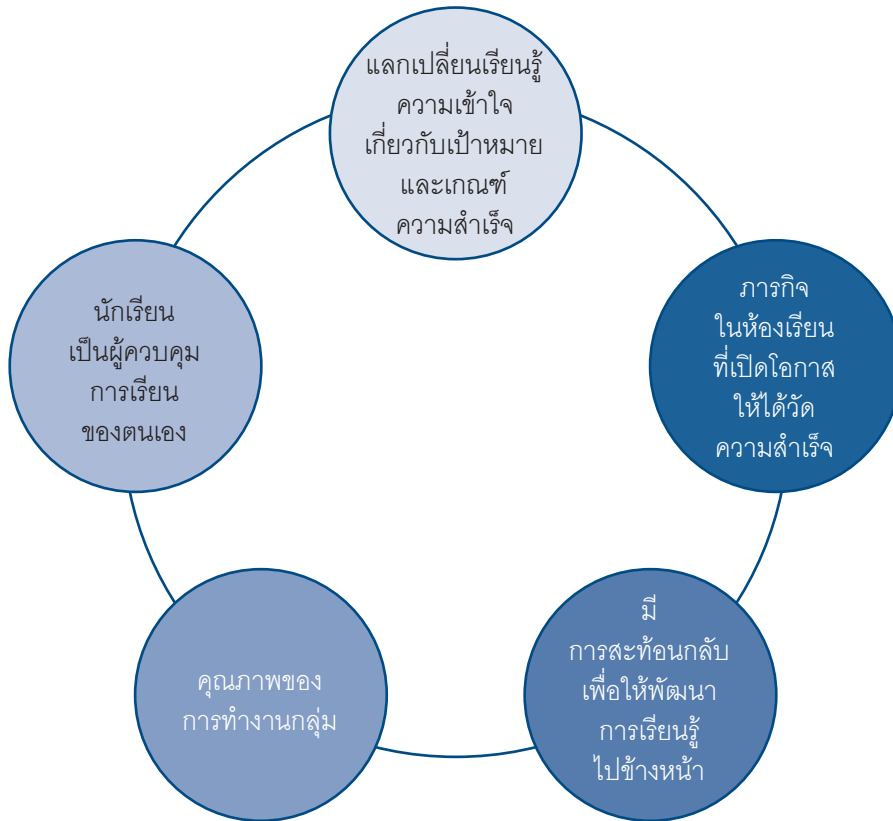 แลกเปลี่ยนเรียนรู้
ความเข้าใจ
เกี่ยวกับเป้าหมาย
และเกณฑ์
ความสำเร็จ
ภารกิจ
ในห้องเรียน
ที่เปิดโอกาส
ให้ได้วัด
ความสำเร็จ
มี
การสะท้อนกลับ
เพื่อให้พัฒนา
การเรียนรู้
ไปข้างหน้า
คุณภาพของ
การทำงานกลุ่ม
นักเรียน
เป็นผู้ควบคุม
การเรียน
ของตนเอง